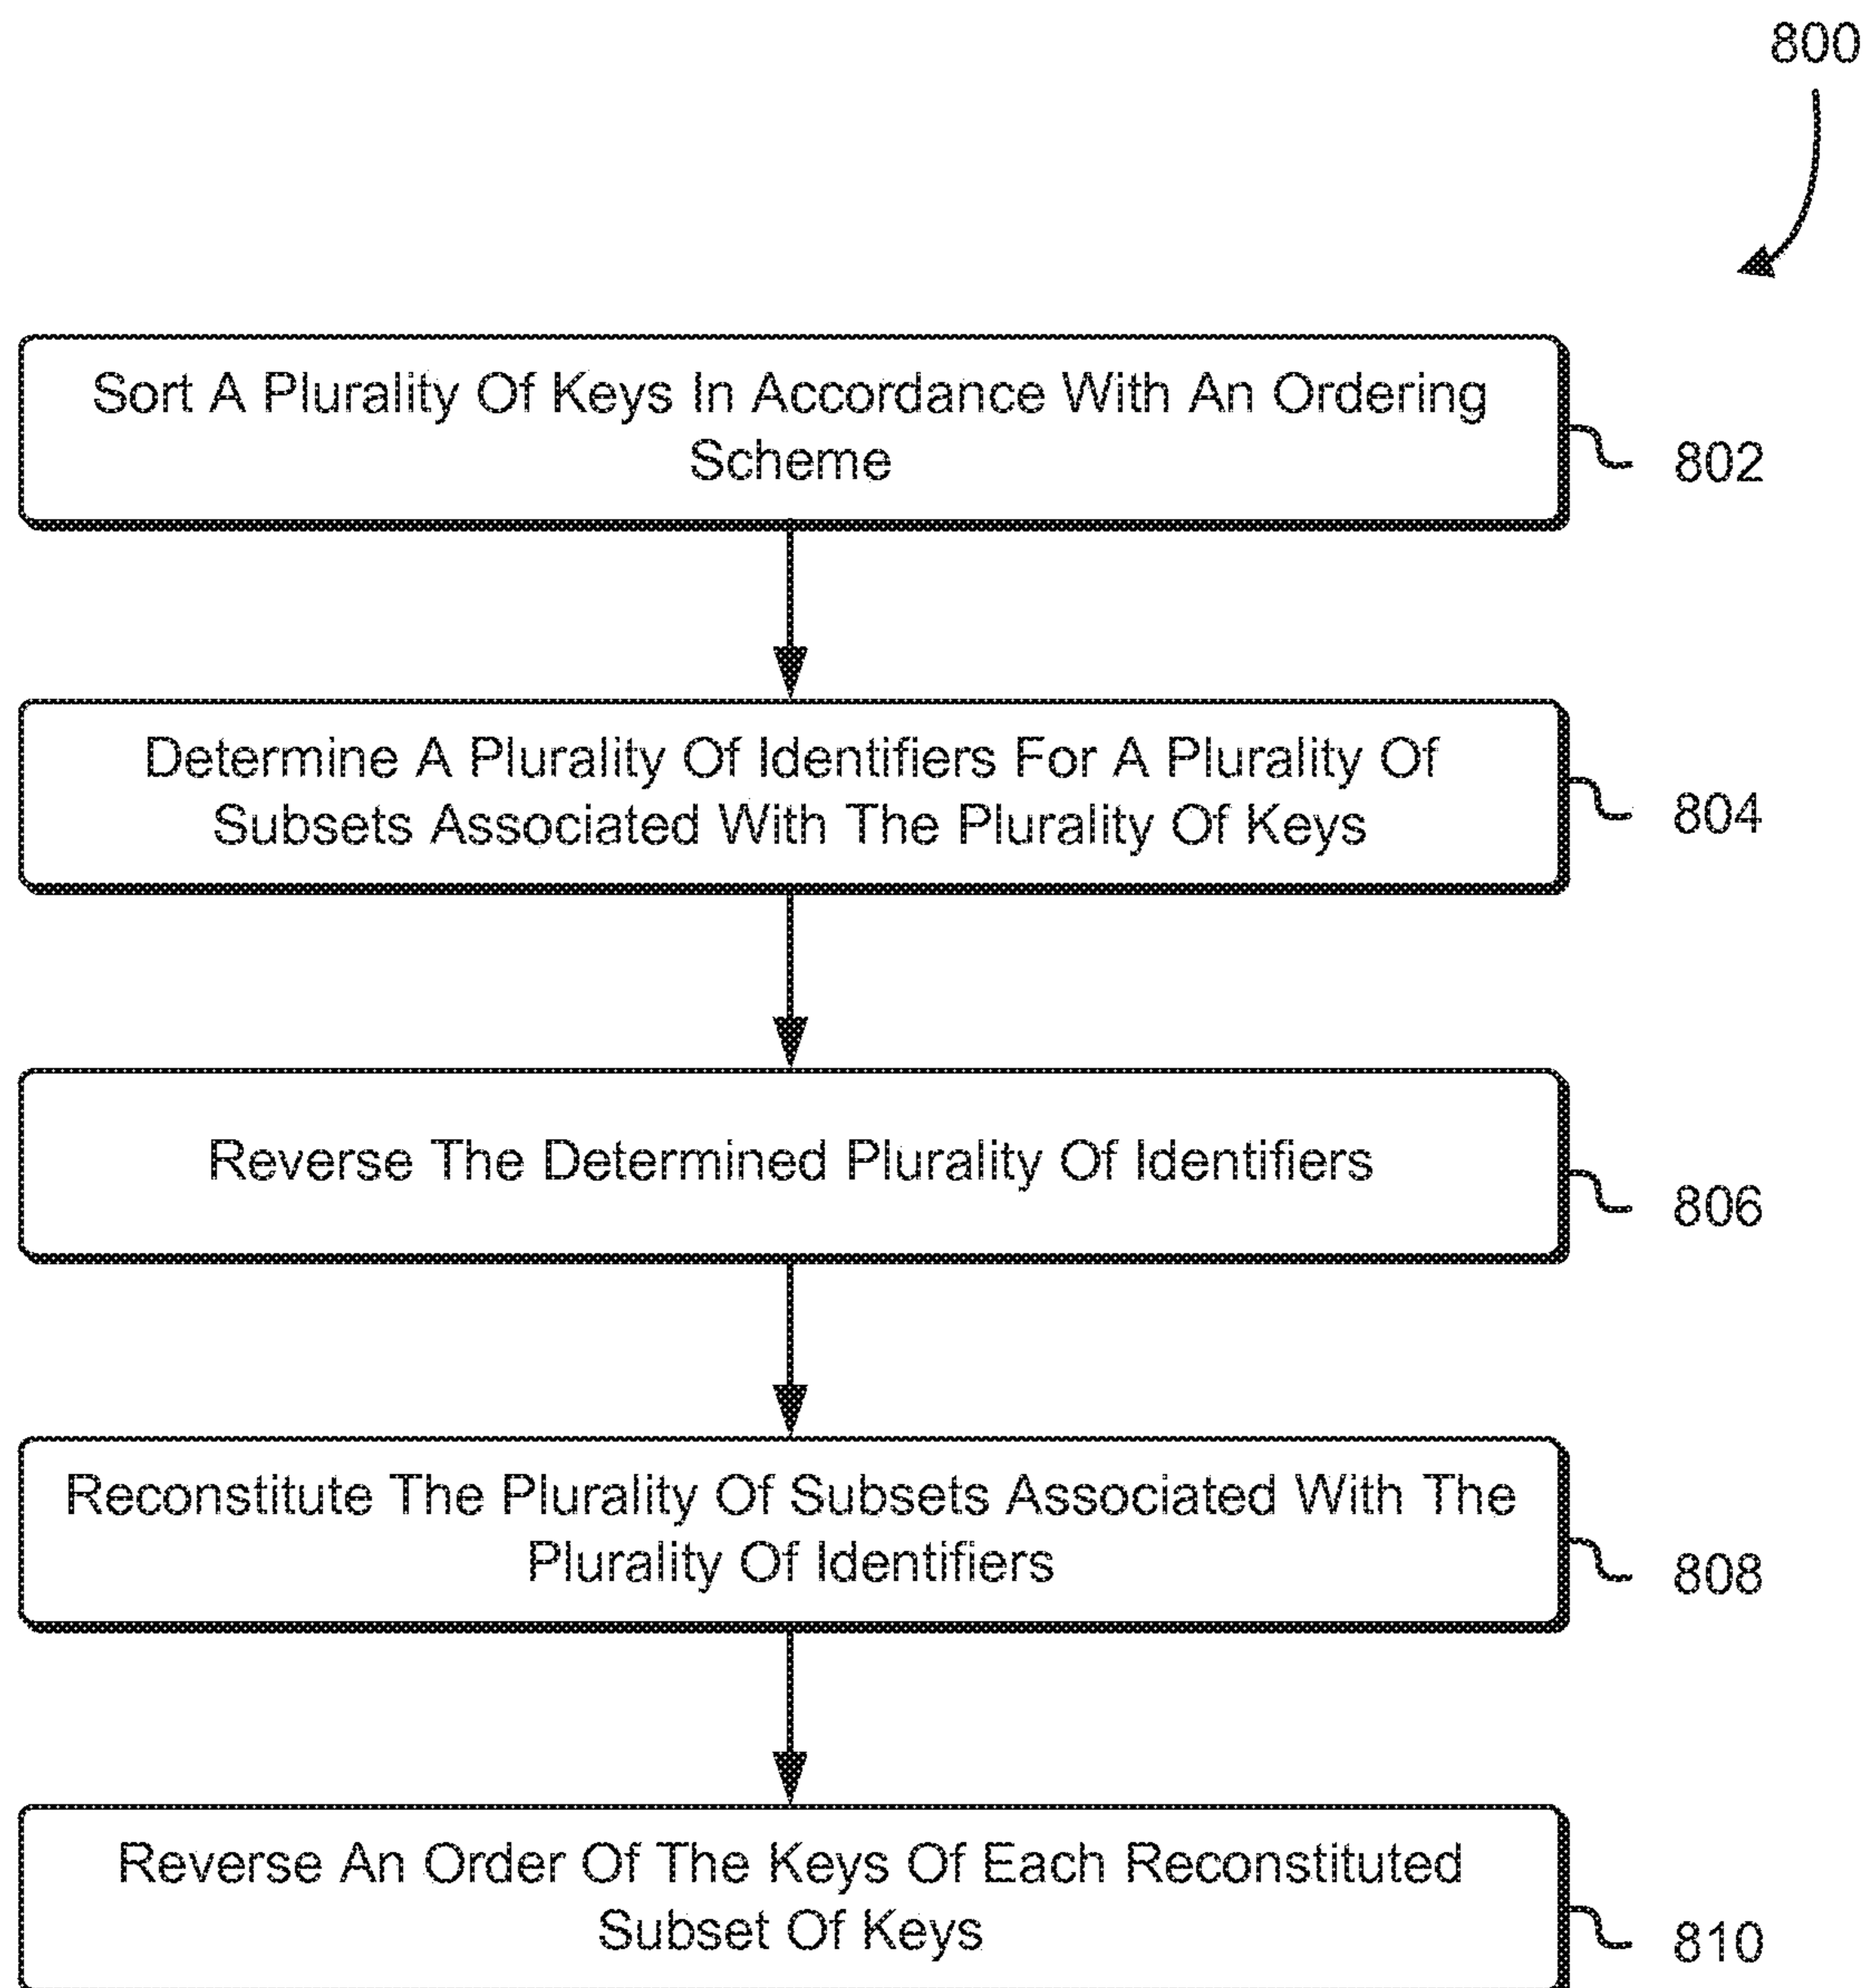 800
Sort A Plurality Of Keys In Accordance With An Ordering
Scheme
802
Determine A Plurality Of Identifiers For A Plurality Of
Subsets Associated With The Plurality Of Keys
804
Reverse The Determined Plurality Of Identifiers
806
Reconstitute The Plurality Of Subsets Associated With The
Plurality Of Identifiers
808
Reverse An Order Of The Keys Of Each Reconstituted
Subset Of Keys
810